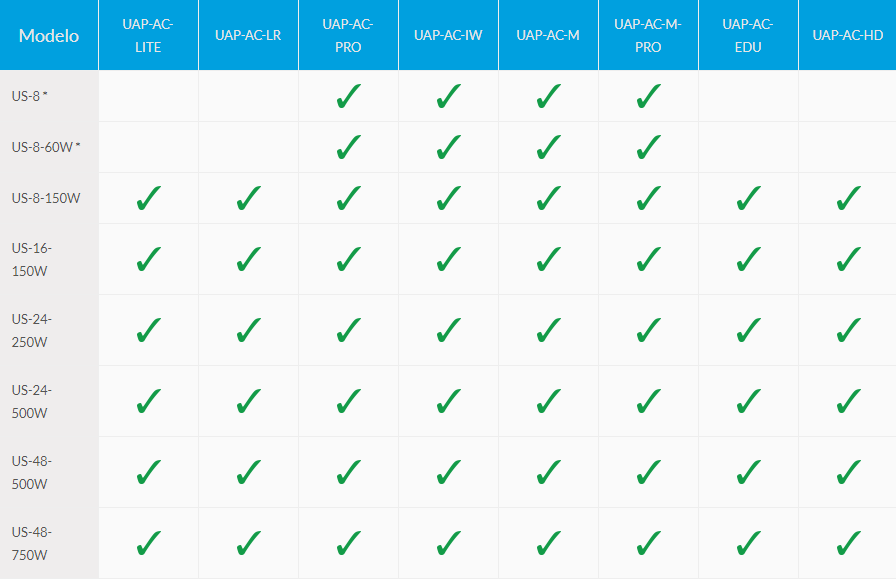 Modelo
UAP-AC-
LITE
UAP-AC-LR
UAP-AC-
PRO
UAP-AC-IW
UAP-AC-M
UAP-AC-M-
PRO
UAP-AC-
EDU
UAP-AC-HD
US-8 *
US-8-60W *
US-8-150W
US-16-
150W
US-24-
250W
US-24-
500W
US-48-
500W
US-48-
750W